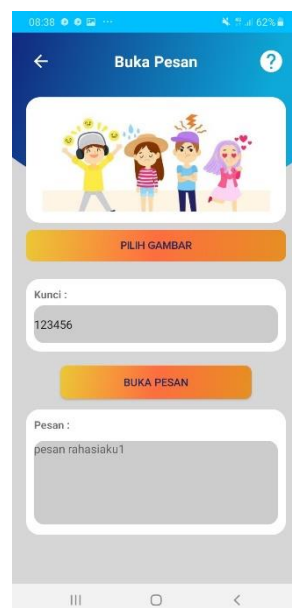 08:38
62%
Buka Pesan
?
PILIH GAMBAR
Kunci :
123456
BUKA PESAN
Pesan :
pesan rahasiaku1